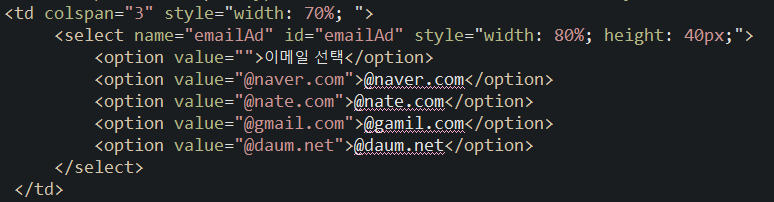 <td colspan="3" style="width: 70%; ">
<select name="emailAd" id="emailAd" style="width: 80%; height: 40px;">
<option value="">이메일 선택</option>
<option value="@naver.com">@naver.com</option>
<option value="@nate.com">@nate.com</option>
<option value="@gmail.com">@gamil.com</option>
<option value="@daum.net">@daum.net</option>
</select>
</td>